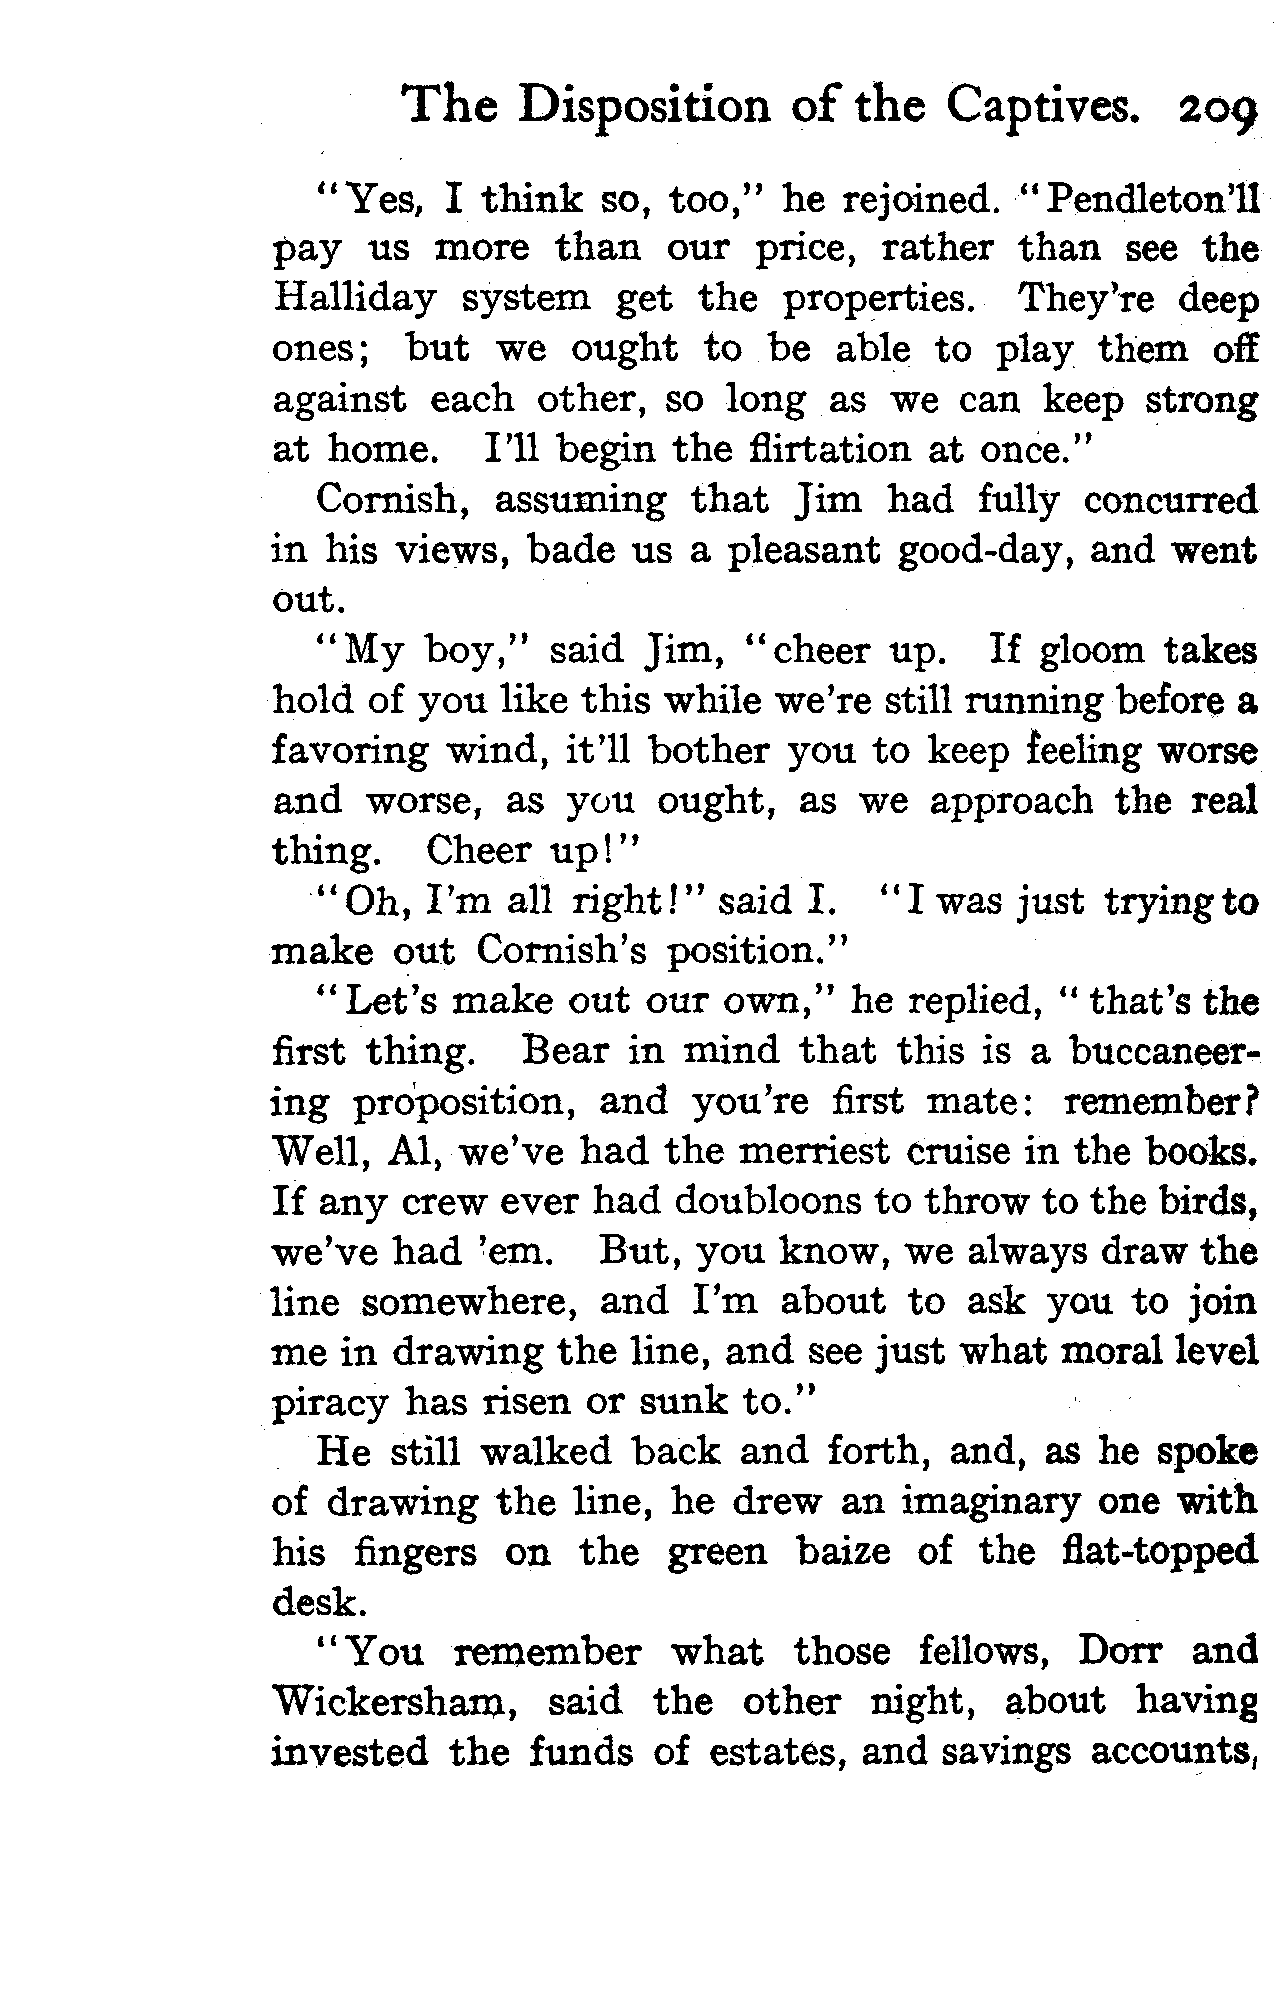 The Disposition of the Captives. 209
"Yes, I think so, too," he rejoined. "Pendleton'll
pay us more than our price, rather than see the
Halliday system get the properties. They're deep
ones; but we ought to be able to play them off
against each other, so long as we can keep strong
at home. I'll begin the flirtation at once."
Cornish, assuming that Jim had fully concurred
in his views, bade us a pleasant good-day, and went
out.
"My boy," said Jim, "cheer up. If gloom takes
hold of you like this while we're still running before a
favoring wind, it'll bother you to keep feeling worse
and worse, as you ought, as we approach the real
thing. Cheer up!"
"Oh, I'm all right!" said I. "I was just trying to
make out Cornish's position."
"Let's make out our own," he replied, "that's the
first thing. Bear in mind that this is a buccaneer-
ing proposition, and you're first mate: remember?
Well, Al, we've had the merriest cruise in the books.
If any crew ever had doubloons to throw to the birds,
we've had 'em. But, you know, we always draw the
line somewhere, and I'm about to ask you to join
me in drawing the line, and see just what moral level
piracy has risen or sunk to."
He still walked back and forth, and, as he spoke
of drawing the line, he drew an imaginary one with
his fingers on the green baize of the flat-topped
desk.
"You remember what those fellows, Dorr and
Wickersham, said the other night, about having
invested the funds of estates, and savings accounts,